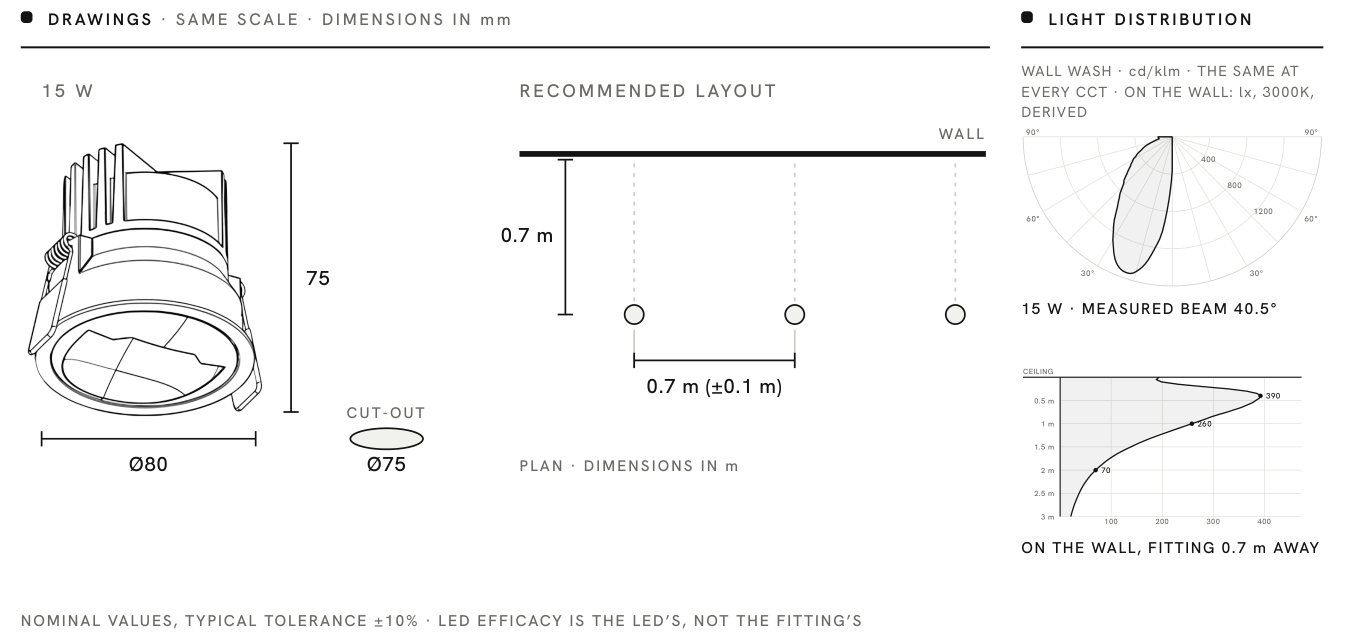 DRAWINGS · SAME SCALE · DIMENSIONS IN mm
15 W
75
Ø80
CUT-OUT
Ø75
RECOMMENDED LAYOUT
WALL
0.7 m
0.7 m (±0.1 m)
PLAN · DIMENSIONS IN m
LIGHT DISTRIBUTION
WALL WASH · cd/klm · THE SAME AT
EVERY CCT · ON THE WALL: lx, 3000K,
DERIVED
90° 90°
400
800
1200
60° 60°
30° 30°
15 W · MEASURED BEAM 40.5°
CEILING
0.5 m 390
1 m 260
1.5 m
2 m 70
2.5 m
3 m
100 200 300 400
ON THE WALL, FITTING 0.7 m AWAY
NOMINAL VALUES, TYPICAL TOLERANCE ±10% · LED EFFICACY IS THE LED’S, NOT THE FITTING’S